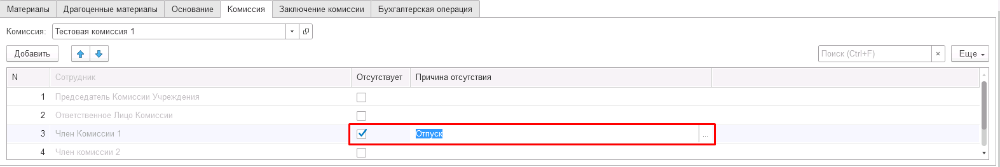 Материалы Драгоценные материалы Основание Комиссия Заключение комиссии Бухгалтерская операция
Комиссия: Тестовая комиссия 1
Добавить Поиск (Ctrl+F) × Еще
N Сотрудник Отсутствует Причина отсутствия
1 Председатель Комиссии Учреждения
2 Ответственное Лицо Комиссии
3 Член Комиссии 1 Отпуск ...
4 Член комиссии 2